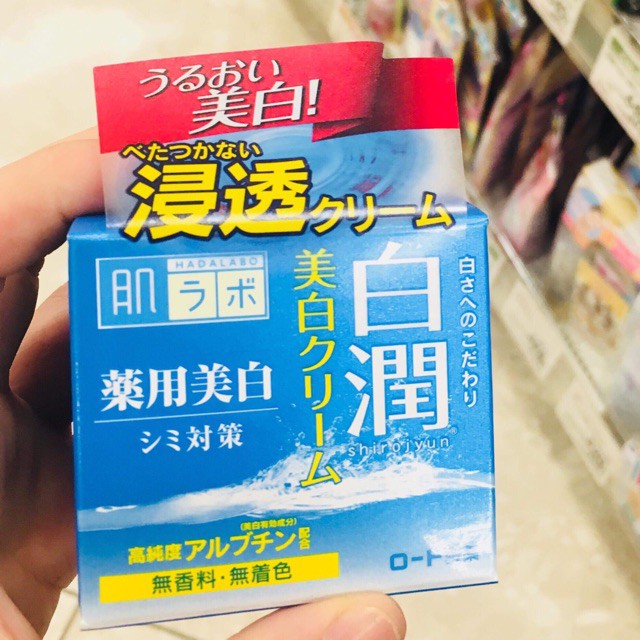 うるおい
美白!
べたつかない
浸透クリーム
HADALABO
肌ラボ
白潤
shirojyun
美白クリーム
白さへのこだわり
薬用美白
シミ対策
(美白有効成分)
高純度アルブチン配合
無香料・無着色
ロート